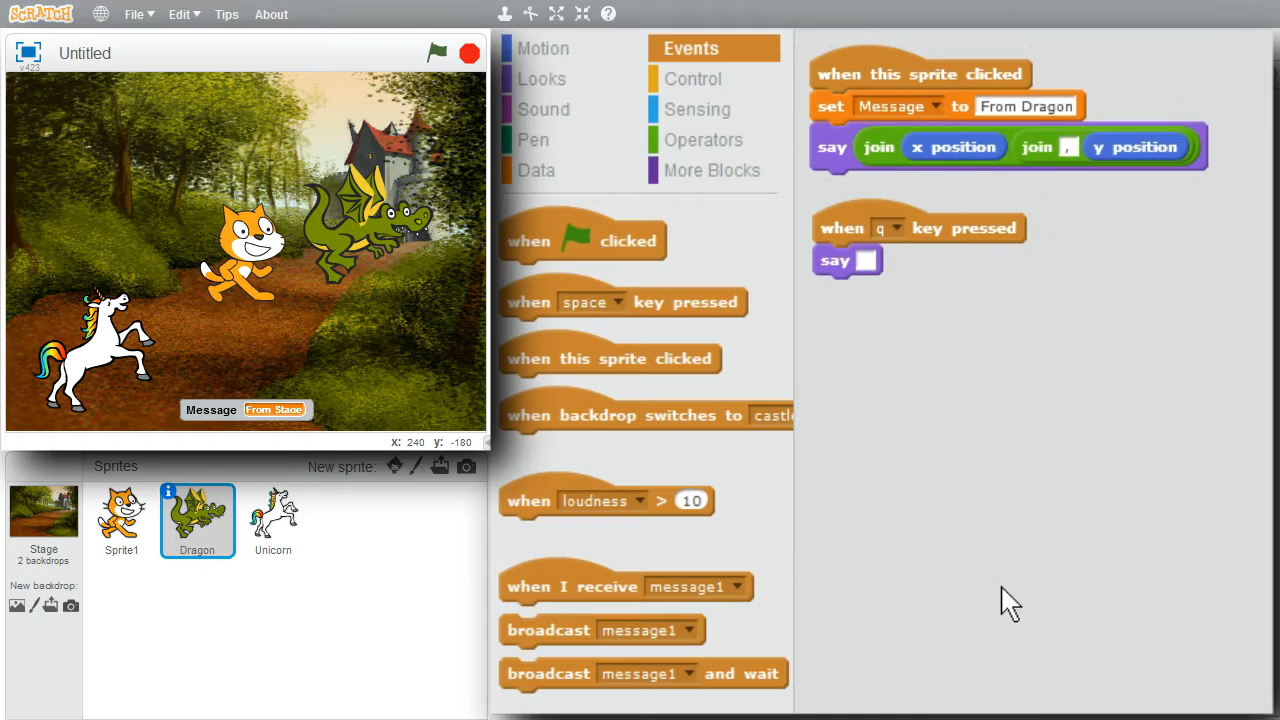 SCRATCH File Edit Tips About
v423 Untitled
Message From Stage
x: 240 y: -180
Sprites New sprite:
Stage
2 backdrops
New backdrop:
Sprite1 Dragon Unicorn
Motion Events
Looks Control
Sound Sensing
Pen Operators
Data More Blocks
when clicked
when space key pressed
when this sprite clicked
when backdrop switches to castl
when loudness > 10
when I receive message1
broadcast message1
broadcast message1 and wait
when this sprite clicked
set Message to From Dragon
say join x position join , y position
when q key pressed
say